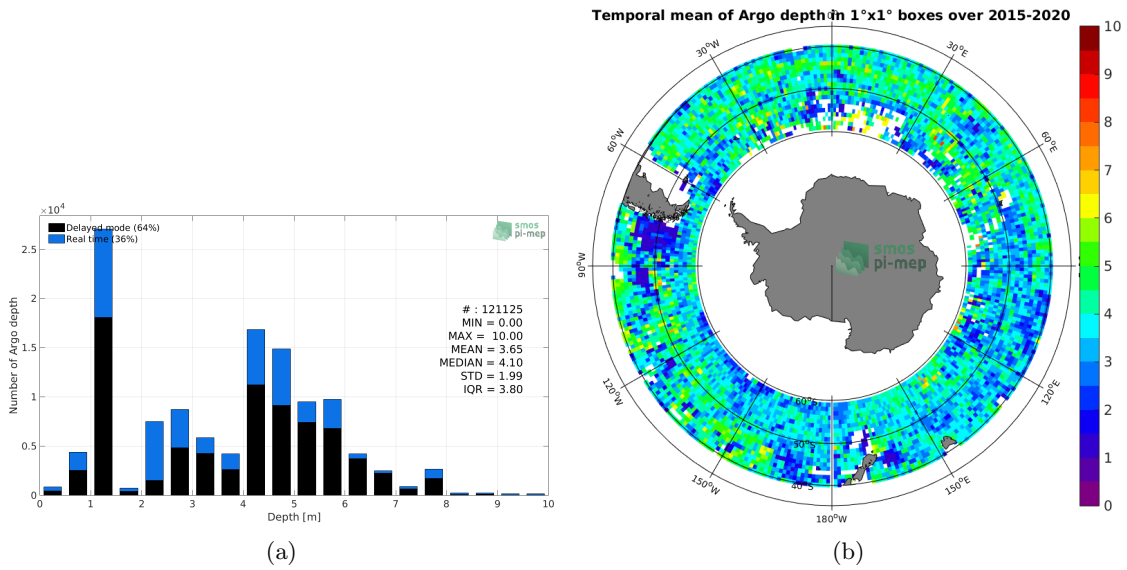 ×10⁴
Delayed mode (64%)
Real time (36%)
smos
pi-mep
# : 121125
MIN = 0.00
MAX = 10.00
MEAN = 3.65
MEDIAN = 4.10
STD = 1.99
IQR = 3.80
Number of Argo depth
2.5
2
1.5
1
0.5
0
0 1 2 3 4 5 6 7 8 9 10
Depth [m]
(a)
Temporal mean of Argo depth in 1°x1° boxes over 2015-2020
0°
30°W
30°E
60°W
60°E
90°W
120°W
120°E
150°W
150°E
180°W
60°S
50°S
40°S
smos
pi-mep
10
9
8
7
6
5
4
3
2
1
0
(b)